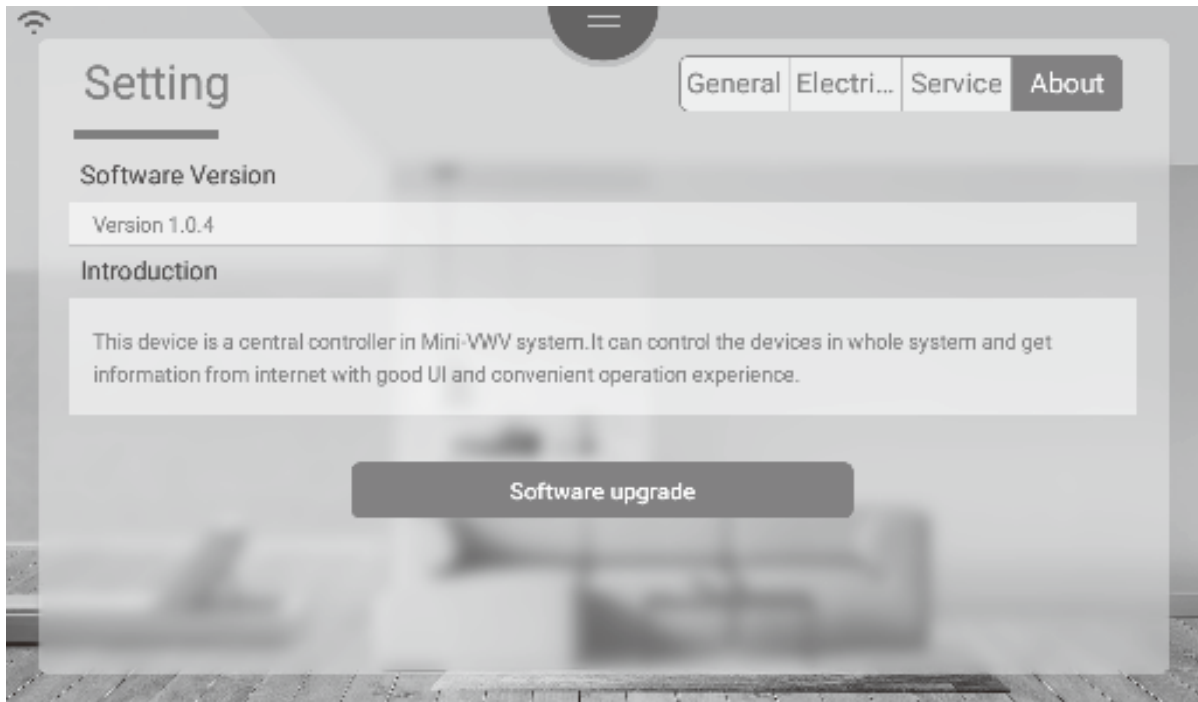 Setting
General Electri... Service About
Software Version
Version 1.0.4
Introduction
This device is a central controller in Mini-VWV system.It can control the devices in whole system and get
information from internet with good UI and convenient operation experience.
Software upgrade